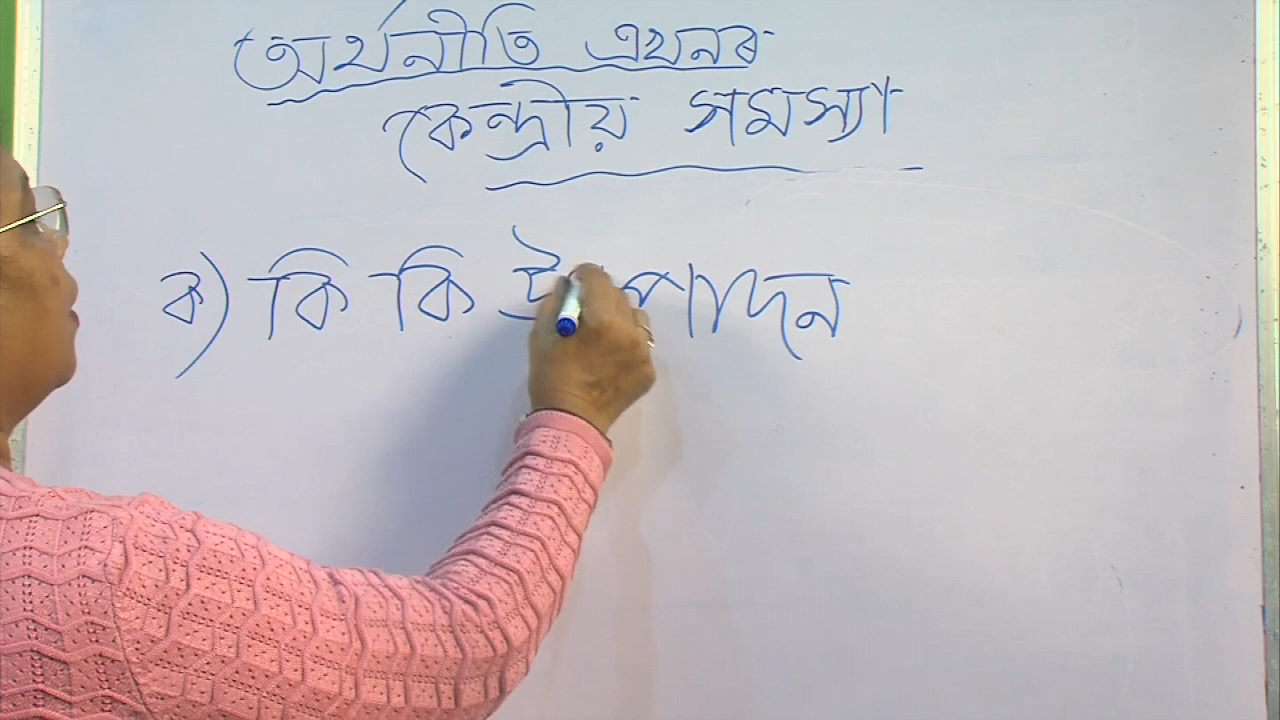 অৰ্থনীতি এখনৰ
কেন্দ্ৰীয় সমস্যা
ক) কি কি উৎপাদন